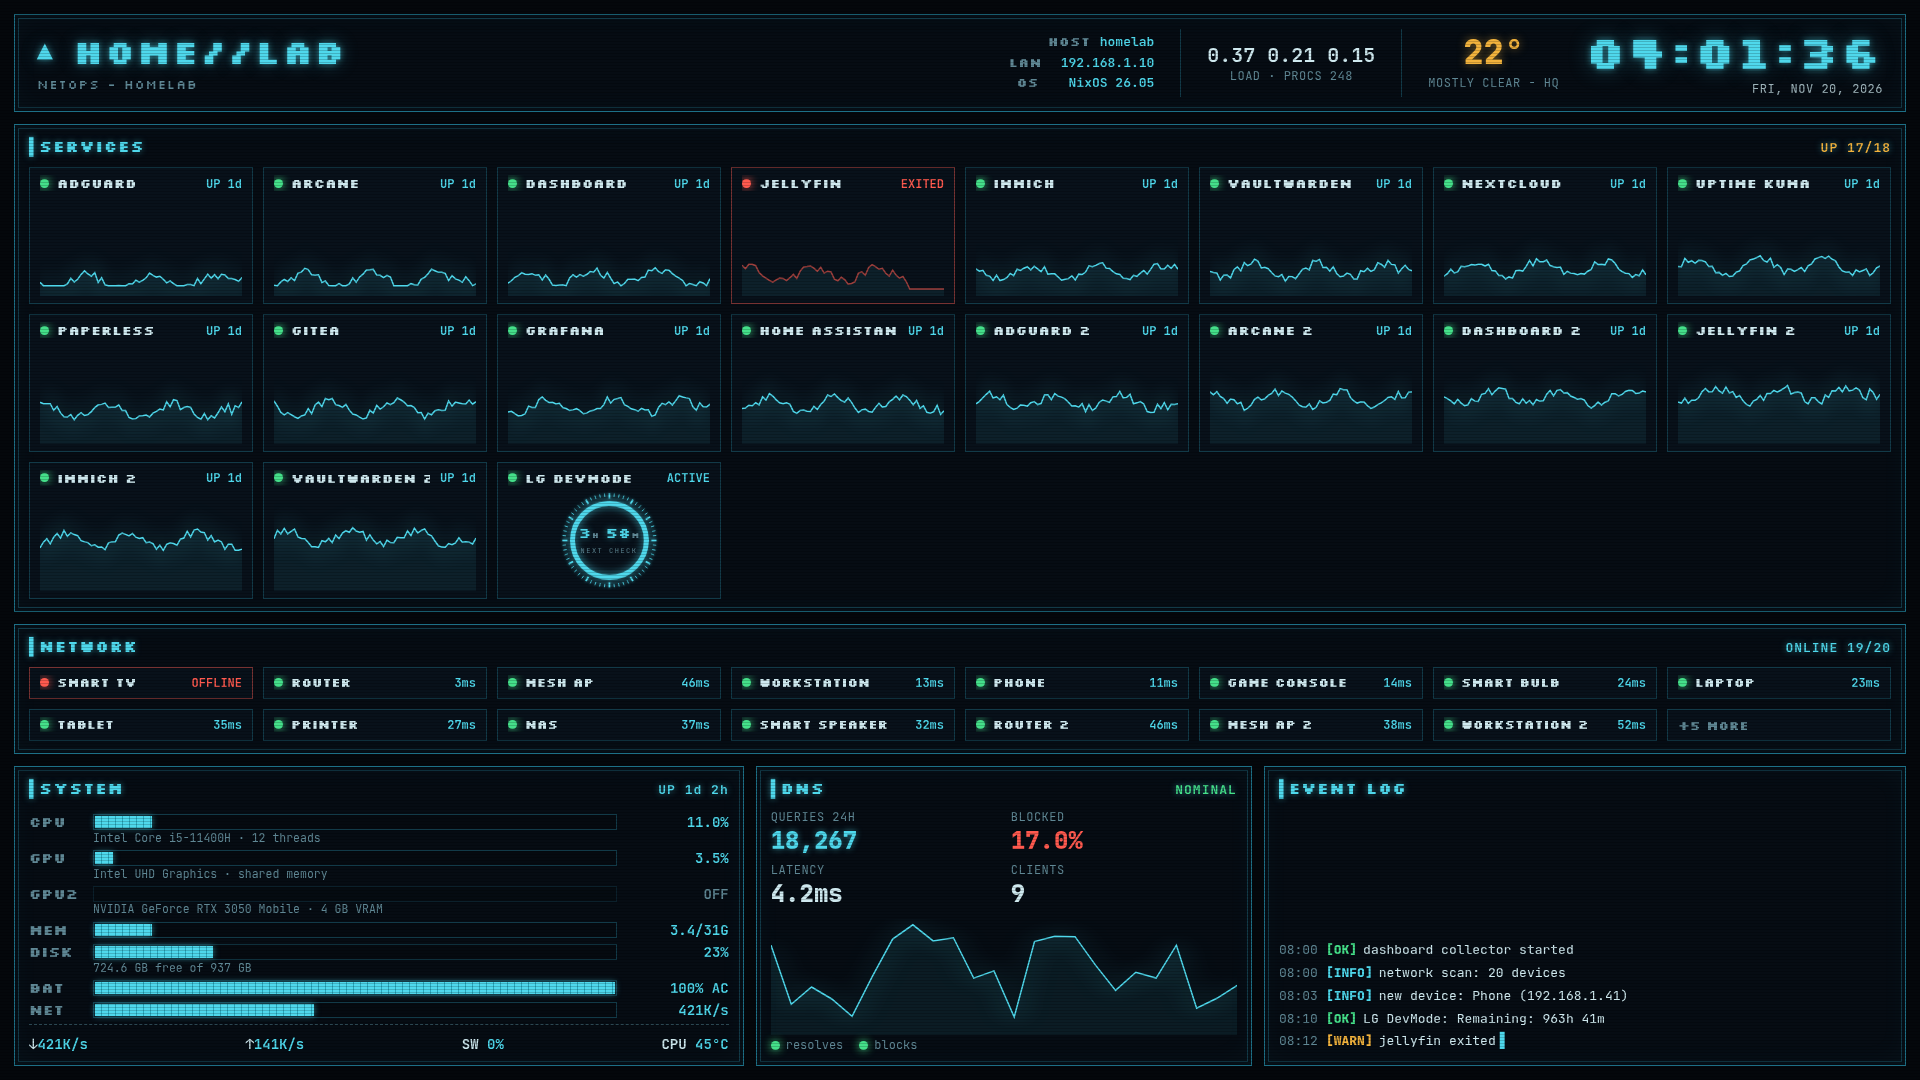 ▲ HOME//LAB
NETOPS - HOMELAB
HOST homelab
LAN 192.168.1.10
OS NixOS 26.05
0.37 0.21 0.15
LOAD · PROCS 248
22°
MOSTLY CLEAR - HQ
09:01:36
FRI, NOV 20, 2026
SERVICES UP 17/18
ADGUARD UP 1d
ARCANE UP 1d
DASHBOARD UP 1d
JELLYFIN EXITED
IMMICH UP 1d
VAULTWARDEN UP 1d
NEXTCLOUD UP 1d
UPTIME KUMA UP 1d
PAPERLESS UP 1d
GITEA UP 1d
GRAFANA UP 1d
HOME ASSISTAN UP 1d
ADGUARD 2 UP 1d
ARCANE 2 UP 1d
DASHBOARD 2 UP 1d
JELLYFIN 2 UP 1d
IMMICH 2 UP 1d
VAULTWARDEN 2 UP 1d
LG DEVMODE ACTIVE
3H 58M
NEXT CHECK
NETWORK ONLINE 19/20
SMART TV OFFLINE
ROUTER 3ms
MESH AP 46ms
WORKSTATION 13ms
PHONE 11ms
GAME CONSOLE 14ms
SMART BULB 24ms
LAPTOP 23ms
TABLET 35ms
PRINTER 27ms
NAS 37ms
SMART SPEAKER 32ms
ROUTER 2 46ms
MESH AP 2 38ms
WORKSTATION 2 52ms
+5 MORE
SYSTEM UP 1d 2h
CPU 11.0%
Intel Core i5-11400H · 12 threads
GPU 3.5%
Intel UHD Graphics · shared memory
GPU2 OFF
NVIDIA GeForce RTX 3050 Mobile · 4 GB VRAM
MEM 3.4/31G
DISK 23%
724.6 GB free of 937 GB
BAT 100% AC
NET 421K/s
↓421K/s ↑141K/s SW 0% CPU 45°C
DNS NOMINAL
QUERIES 24H BLOCKED
18,267 17.0%
LATENCY CLIENTS
4.2ms 9
resolves blocks
EVENT LOG
08:00 [OK] dashboard collector started
08:00 [INFO] network scan: 20 devices
08:03 [INFO] new device: Phone (192.168.1.41)
08:10 [OK] LG DevMode: Remaining: 963h 41m
08:12 [WARN] jellyfin exited